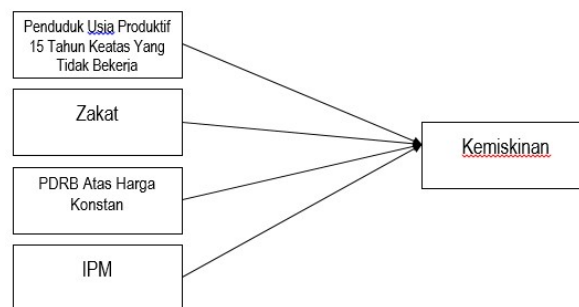 Penduduk Usia Produktif
15 Tahun Keatas Yang
Tidak Bekerja
Zakat
PDRB Atas Harga
Konstan
IPM
Kemiskinan